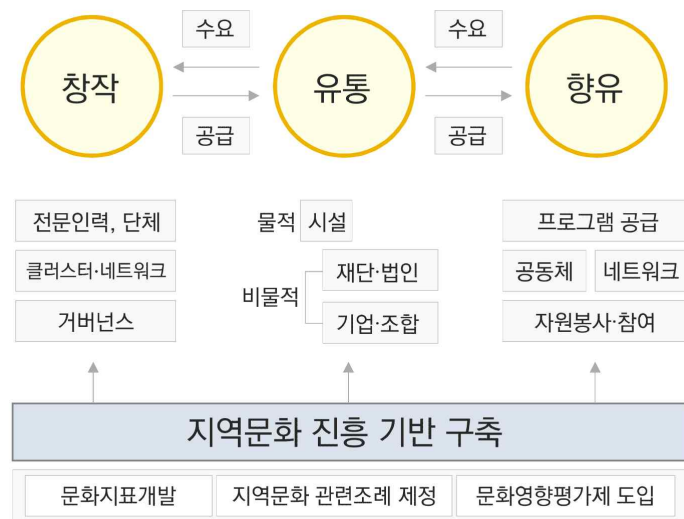 수요 수요
창작 유통 향유
공급 공급
전문인력, 단체 물적 시설 프로그램 공급
클러스터·네트워크 재단·법인 공동체 네트워크
비물적
거버넌스 기업·조합 자원봉사·참여
지역문화 진흥 기반 구축
문화지표개발 지역문화 관련조례 제정 문화영향평가제 도입